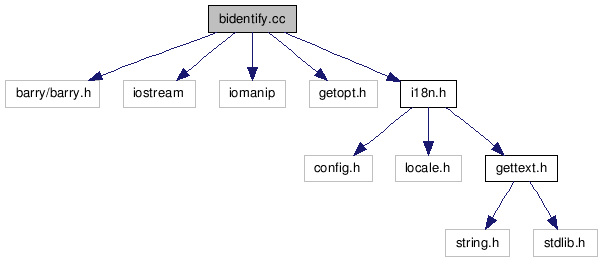 bidentify.cc
barry/barry.h
iostream
iomanip
getopt.h
i18n.h
config.h
locale.h
gettext.h
string.h
stdlib.h